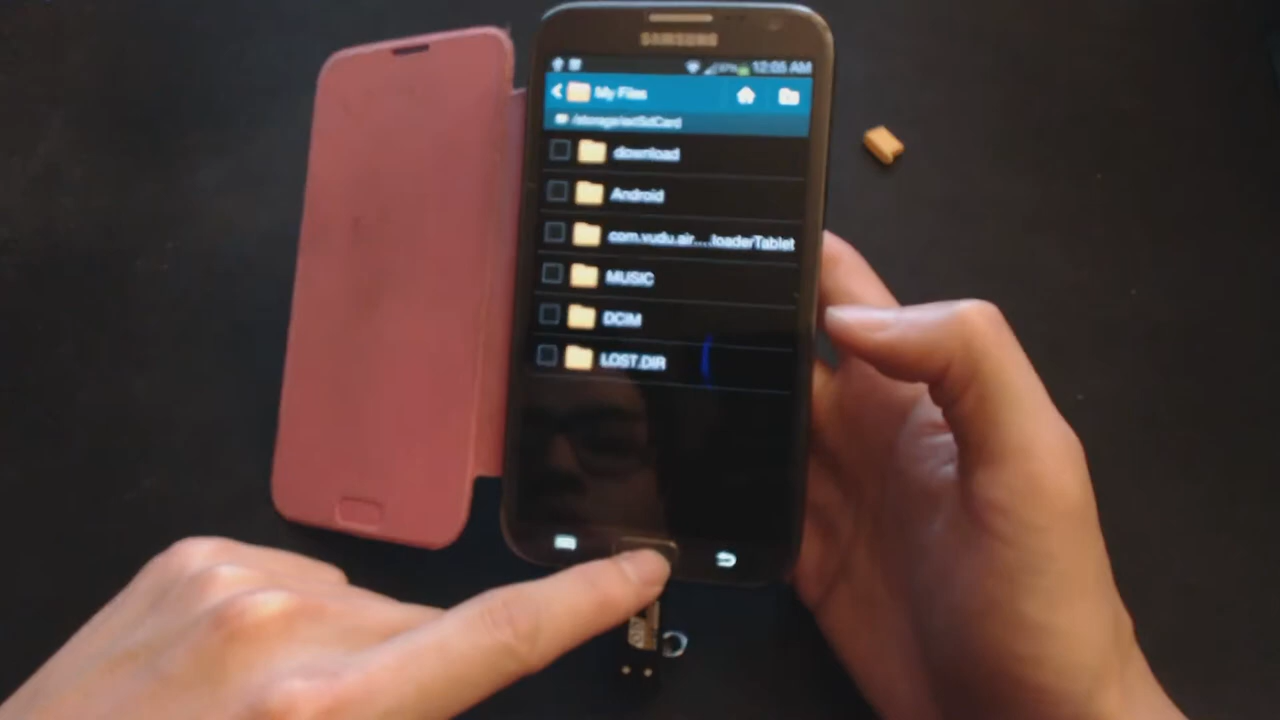 SAMSUNG
12:05 AM
My Files
/storage/extSdCard
download
Android
com.vudu.air....loaderTablet
MUSIC
DCIM
LOST.DIR